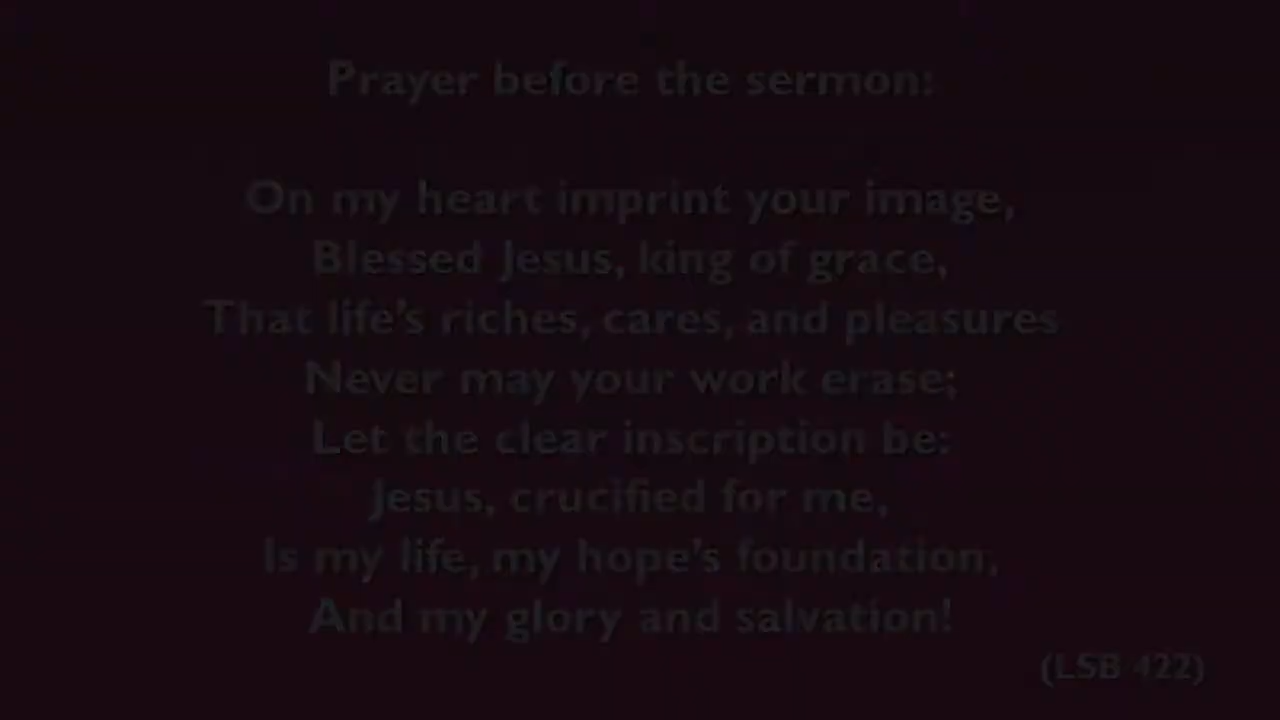 Prayer before the sermon:
On my heart imprint your image,
Blessed Jesus, king of grace,
That life's riches, cares, and pleasures
Never may your work erase;
Let the clear inscription be:
Jesus, crucified for me,
Is my life, my hope's foundation,
And my glory and salvation!
(LSB 422)